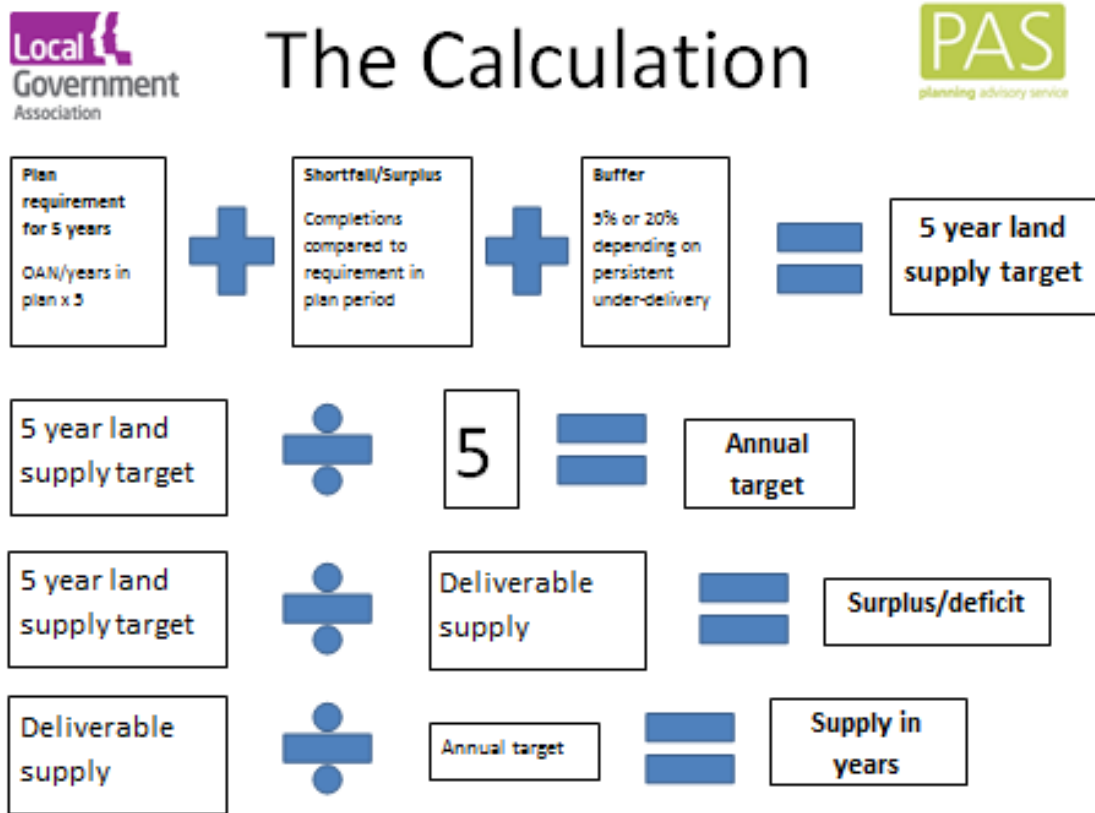 Local
Government
Association
The Calculation
PAS
planning advisory service
Plan
requirement
for 5 years
OAN/years in
plan x 5
Shortfall/Surplus
Completions
compared to
requirement in
plan period
Buffer
5% or 20%
depending on
persistent
under-delivery
5 year land
supply target
5 year land
supply target
5
Annual
target
5 year land
supply target
Deliverable
supply
Surplus/deficit
Deliverable
supply
Annual target
Supply in
years